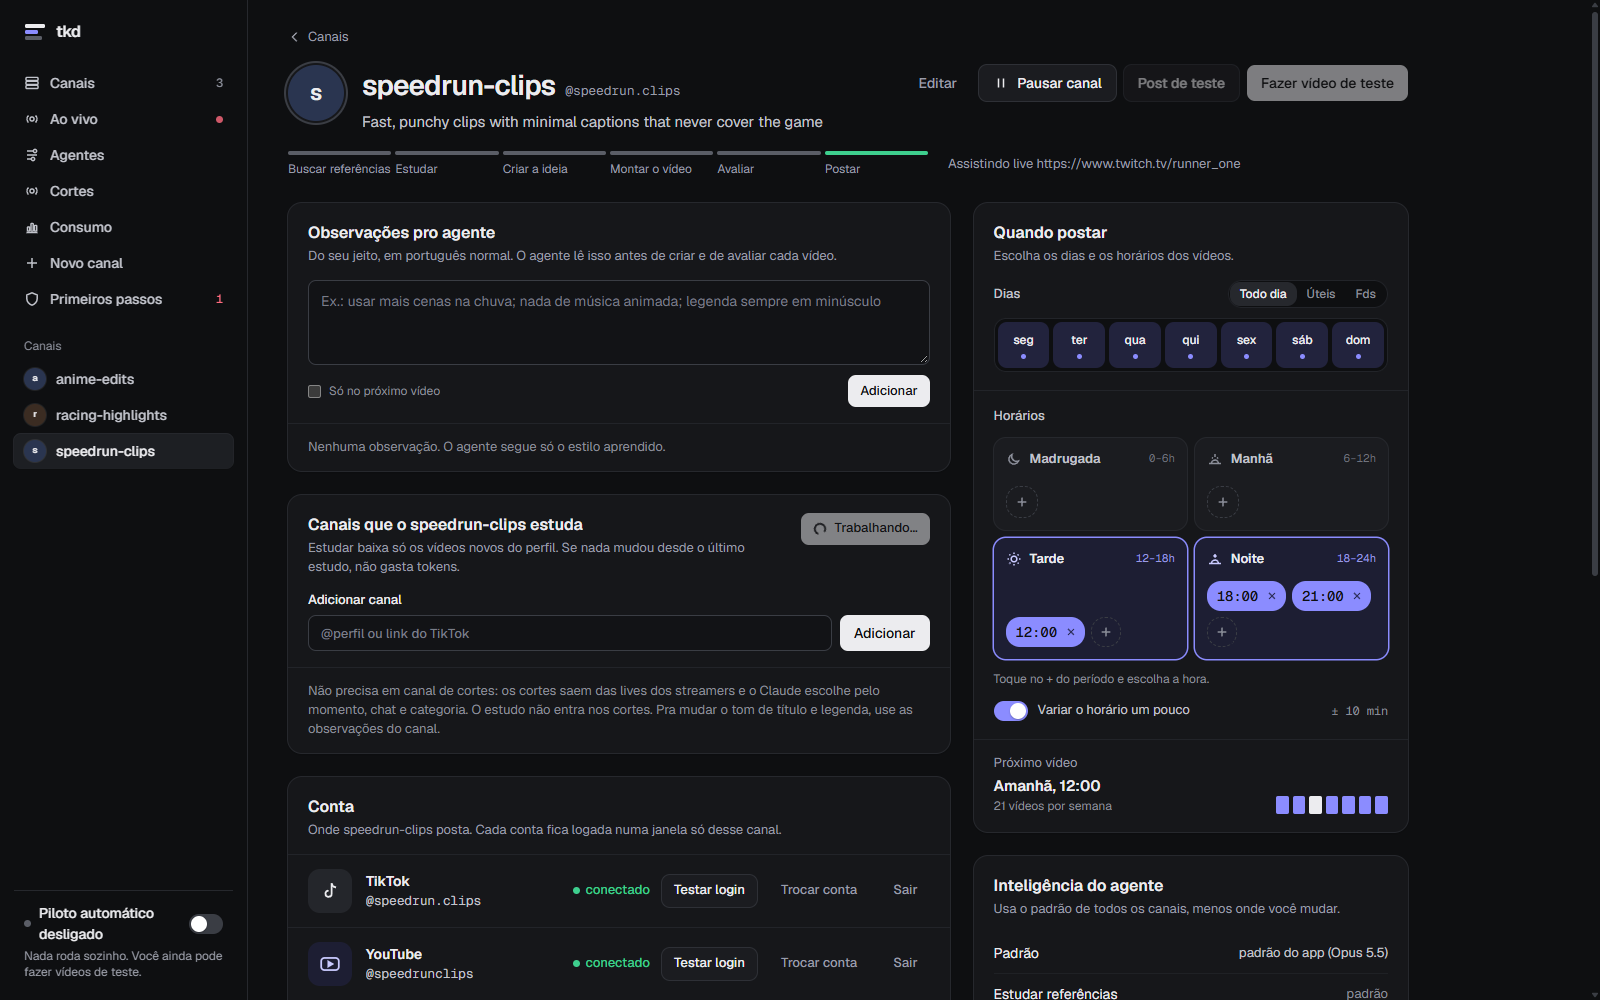 tkd
Canais 3
Ao vivo
Agentes
Cortes
Consumo
Novo canal
Primeiros passos 1
Canais
a anime-edits
r racing-highlights
s speedrun-clips
Piloto automático desligado
Nada roda sozinho. Você ainda pode
fazer vídeos de teste.
Canais
s
speedrun-clips @speedrun.clips
Fast, punchy clips with minimal captions that never cover the game
Editar
Pausar canal
Post de teste
Fazer vídeo de teste
Buscar referências Estudar Criar a ideia Montar o vídeo Avaliar Postar
Assistindo live https://www.twitch.tv/runner_one
Observações pro agente
Do seu jeito, em português normal. O agente lê isso antes de criar e de avaliar cada vídeo.
Ex.: usar mais cenas na chuva; nada de música animada; legenda sempre em minúsculo
Só no próximo vídeo
Adicionar
Nenhuma observação. O agente segue só o estilo aprendido.
Canais que o speedrun-clips estuda
Trabalhando...
Estudar baixa só os vídeos novos do perfil. Se nada mudou desde o último
estudo, não gasta tokens.
Adicionar canal
@perfil ou link do TikTok
Adicionar
Não precisa em canal de cortes: os cortes saem das lives dos streamers e o Claude escolhe pelo
momento, chat e categoria. O estudo não entra nos cortes. Pra mudar o tom de título e legenda, use as
observações do canal.
Conta
Onde speedrun-clips posta. Cada conta fica logada numa janela só desse canal.
TikTok
@speedrun.clips
conectado
Testar login
Trocar conta
Sair
YouTube
@speedrunclips
conectado
Testar login
Trocar conta
Sair
Quando postar
Escolha os dias e os horários dos vídeos.
Dias
Todo dia Úteis Fds
seg ter qua qui sex sáb dom
Horários
Madrugada 0-6h
Manhã 6-12h
Tarde 12-18h
12:00 ×
Noite 18-24h
18:00 × 21:00 ×
Toque no + do período e escolha a hora.
Variar o horário um pouco ± 10 min
Próximo vídeo
Amanhã, 12:00
21 vídeos por semana
Inteligência do agente
Usa o padrão de todos os canais, menos onde você mudar.
Padrão padrão do app (Opus 5.5)
Estudar referências padrão